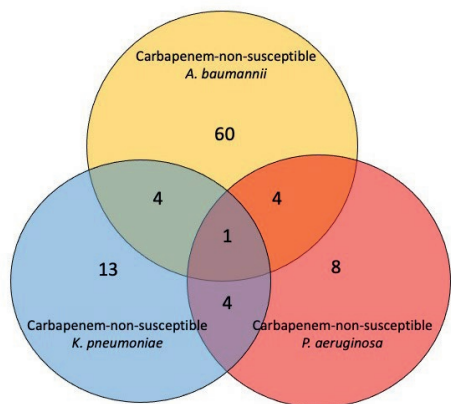 Carbapenem-non-susceptible
A. baumannii
60
4
4
1
13
8
4
Carbapenem-non-susceptible
K. pneumoniae
Carbapenem-non-susceptible
P. aeruginosa